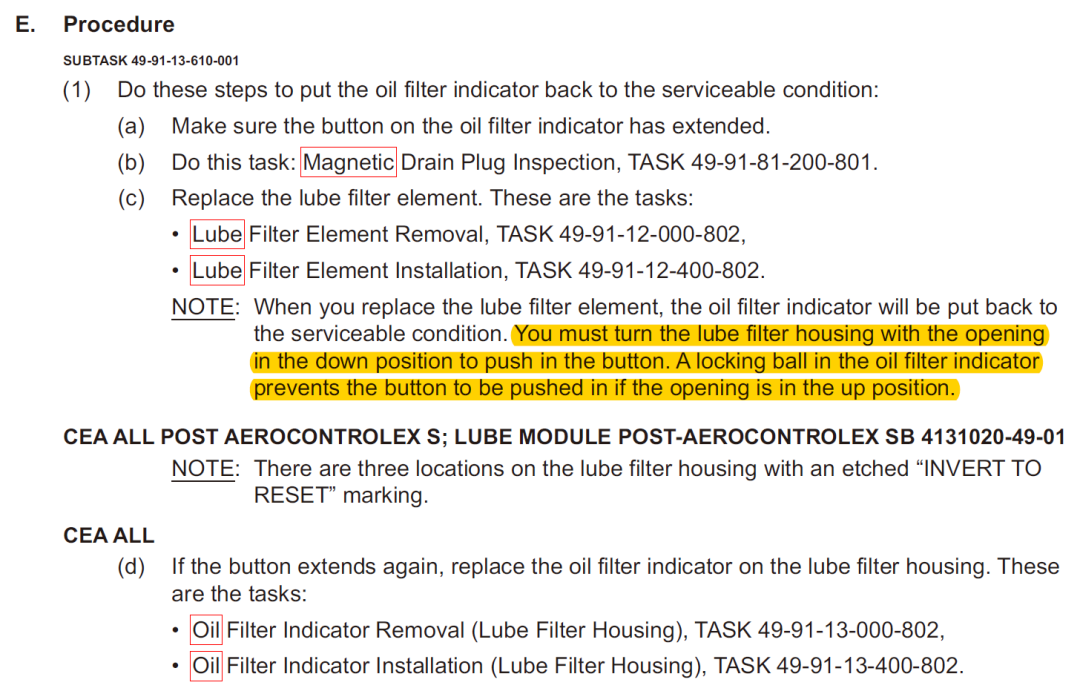 E. Procedure
SUBTASK 49-91-13-610-001
(1) Do these steps to put the oil filter indicator back to the serviceable condition:
(a) Make sure the button on the oil filter indicator has extended.
(b) Do this task: Magnetic Drain Plug Inspection, TASK 49-91-81-200-801.
(c) Replace the lube filter element. These are the tasks:
• Lube Filter Element Removal, TASK 49-91-12-000-802,
• Lube Filter Element Installation, TASK 49-91-12-400-802.
NOTE: When you replace the lube filter element, the oil filter indicator will be put back to
the serviceable condition. You must turn the lube filter housing with the opening
in the down position to push in the button. A locking ball in the oil filter indicator
prevents the button to be pushed in if the opening is in the up position.
CEA ALL POST AEROCONTROLEX S; LUBE MODULE POST-AEROCONTROLEX SB 4131020-49-01
NOTE: There are three locations on the lube filter housing with an etched “INVERT TO
RESET” marking.
CEA ALL
(d) If the button extends again, replace the oil filter indicator on the lube filter housing. These
are the tasks:
• Oil Filter Indicator Removal (Lube Filter Housing), TASK 49-91-13-000-802,
• Oil Filter Indicator Installation (Lube Filter Housing), TASK 49-91-13-400-802.